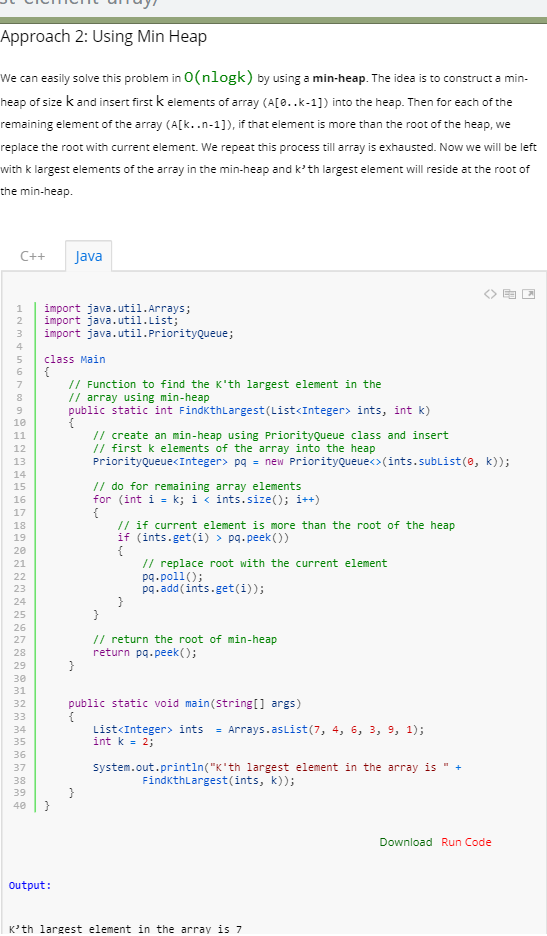 st-element-array/
Approach 2: Using Min Heap
We can easily solve this problem in O(nlogk) by using a min-heap. The idea is to construct a min-
heap of size k and insert first k elements of array (A[0..k-1]) into the heap. Then for each of the
remaining element of the array (A[k..n-1]), if that element is more than the root of the heap, we
replace the root with current element. We repeat this process till array is exhausted. Now we will be left
with k largest elements of the array in the min-heap and k'th largest element will reside at the root of
the min-heap.
C++ Java
1 import java.util.Arrays;
2 import java.util.List;
3 import java.util.PriorityQueue;
4
5 class Main
6 {
7 // Function to find the K'th largest element in the
8 // array using min-heap
9 public static int FindKthLargest(List<Integer> ints, int k)
10 {
11 // create an min-heap using PriorityQueue class and insert
12 // first k elements of the array into the heap
13 PriorityQueue<Integer> pq = new PriorityQueue<>(ints.subList(0, k));
14
15 // do for remaining array elements
16 for (int i = k; i < ints.size(); i++)
17 {
18 // if current element is more than the root of the heap
19 if (ints.get(i) > pq.peek())
20 {
21 // replace root with the current element
22 pq.poll();
23 pq.add(ints.get(i));
24 }
25 }
26
27 // return the root of min-heap
28 return pq.peek();
29 }
30
31
32 public static void main(String[] args)
33 {
34 List<Integer> ints = Arrays.asList(7, 4, 6, 3, 9, 1);
35 int k = 2;
36
37 System.out.println("K'th largest element in the array is " +
38 FindKthLargest(ints, k));
39 }
40 }
Download Run Code
Output:
K'th largest element in the array is 7